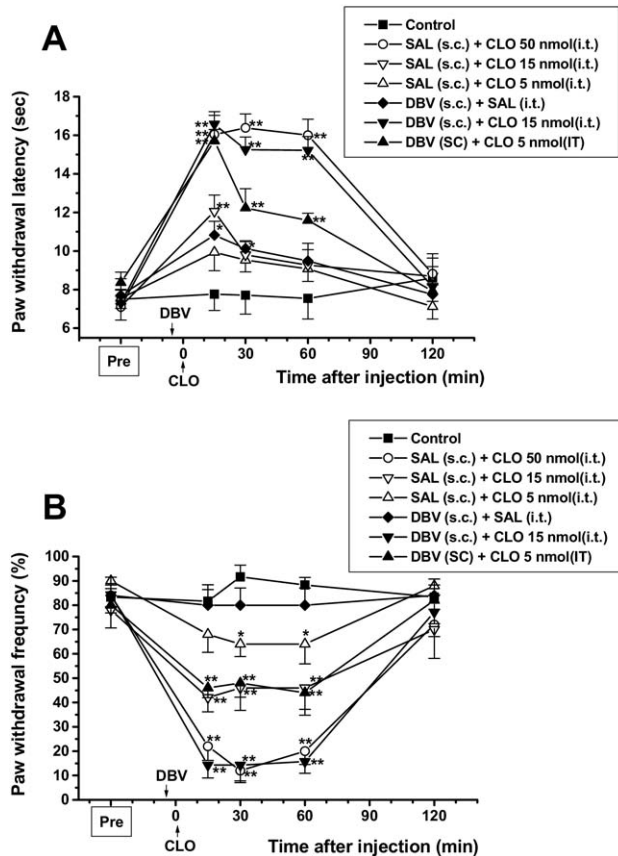 A
Control
SAL (s.c.) + CLO 50 nmol(i.t.)
SAL (s.c.) + CLO 15 nmol(i.t.)
SAL (s.c.) + CLO 5 nmol(i.t.)
DBV (s.c.) + SAL (i.t.)
DBV (s.c.) + CLO 15 nmol(i.t.)
DBV (SC) + CLO 5 nmol(IT)
Paw withdrawal latency (sec)
18
16
14
12
10
8
6
** ** ** ** ** ** ** ** ** ** * *
DBV
Pre
0 30 60 90 120
CLO
Time after injection (min)
B
Control
SAL (s.c.) + CLO 50 nmol(i.t.)
SAL (s.c.) + CLO 15 nmol(i.t.)
SAL (s.c.) + CLO 5 nmol(i.t.)
DBV (s.c.) + SAL (i.t.)
DBV (s.c.) + CLO 15 nmol(i.t.)
DBV (SC) + CLO 5 nmol(IT)
Paw withdrawal frequncy (%)
100
90
80
70
60
50
40
30
20
10
0
* *
** ** **
** ** **
** ** **
** ** **
DBV
Pre
0 30 60 90 120
CLO
Time after injection (min)